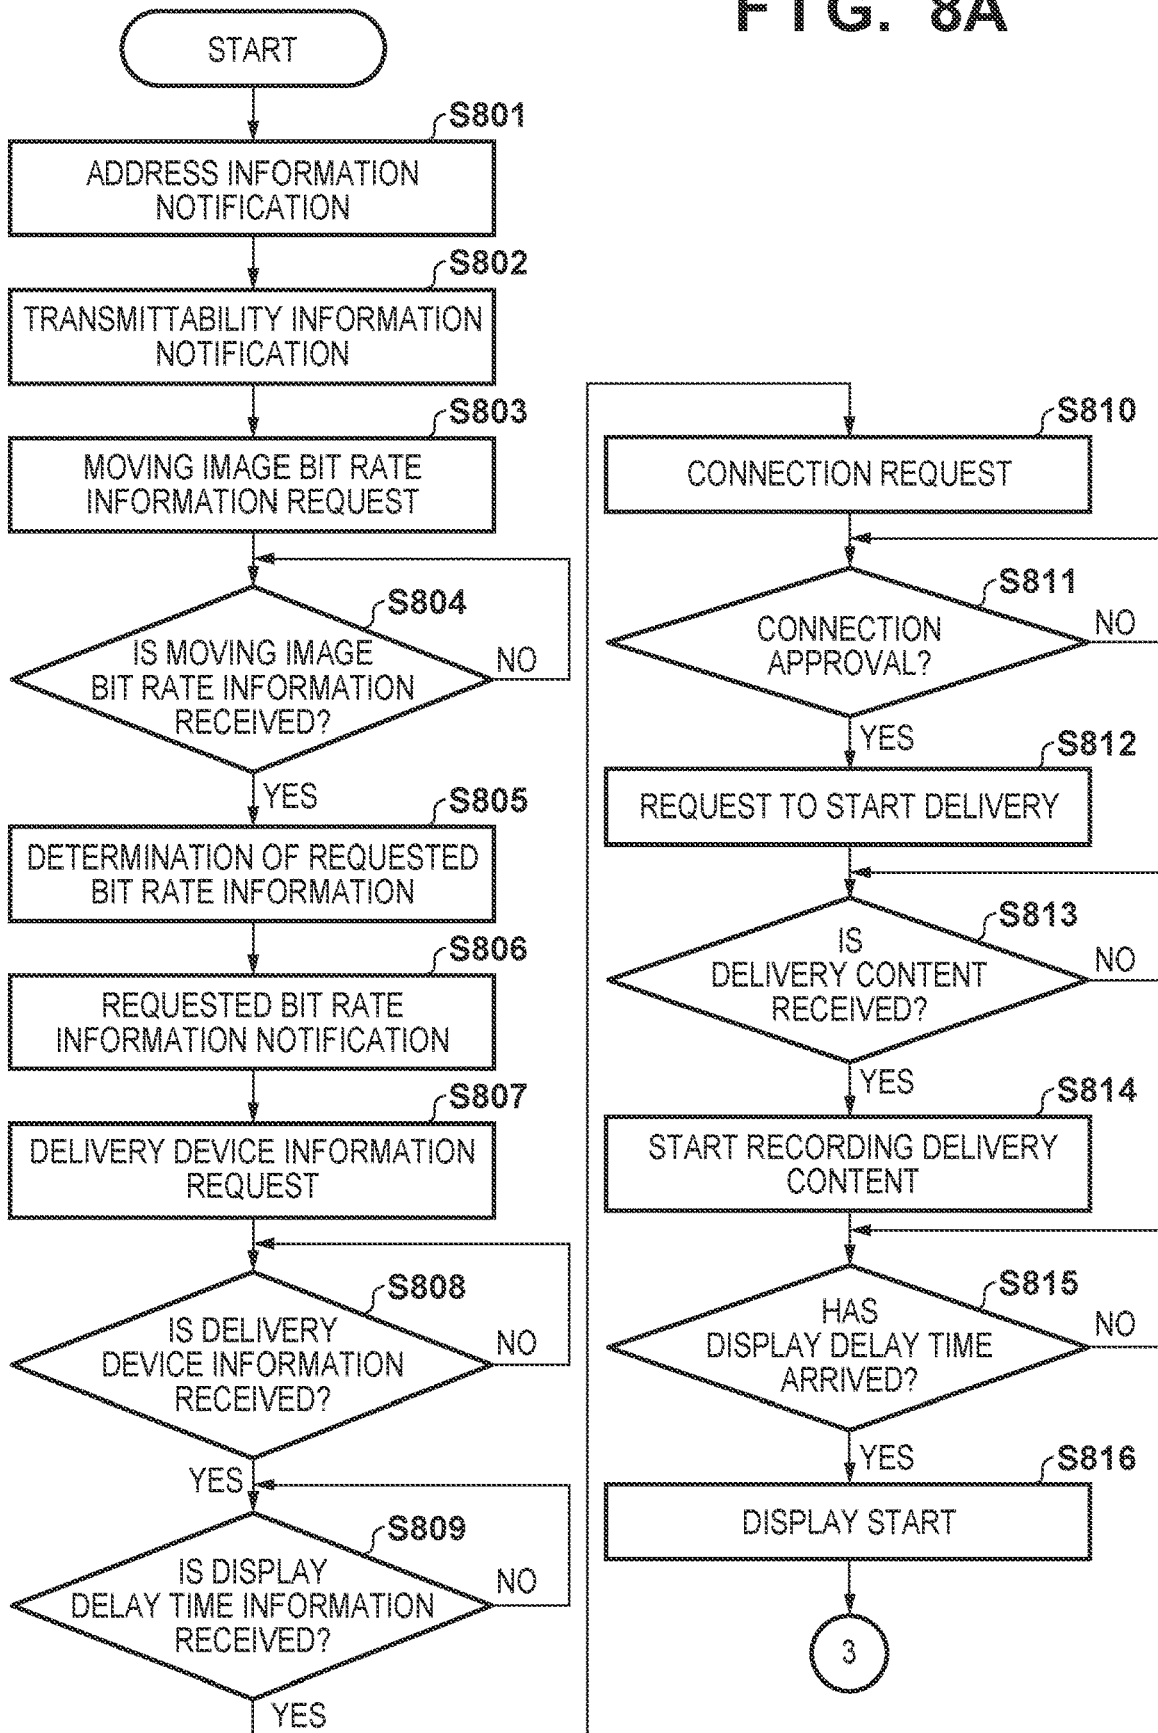 FIG. 8A
START
S801
ADDRESS INFORMATION
NOTIFICATION
S802
TRANSMITTABILITY INFORMATION
NOTIFICATION
S803
MOVING IMAGE BIT RATE
INFORMATION REQUEST
S804
IS MOVING IMAGE
BIT RATE INFORMATION
RECEIVED?
NO
YES
S805
DETERMINATION OF REQUESTED
BIT RATE INFORMATION
S806
REQUESTED BIT RATE
INFORMATION NOTIFICATION
S807
DELIVERY DEVICE INFORMATION
REQUEST
S808
IS DELIVERY
DEVICE INFORMATION
RECEIVED?
NO
YES
S809
IS DISPLAY
DELAY TIME INFORMATION
RECEIVED?
NO
YES
S810
CONNECTION REQUEST
S811
CONNECTION
APPROVAL?
NO
YES
S812
REQUEST TO START DELIVERY
S813
IS
DELIVERY CONTENT
RECEIVED?
NO
YES
S814
START RECORDING DELIVERY
CONTENT
S815
HAS
DISPLAY DELAY TIME
ARRIVED?
NO
YES
S816
DISPLAY START
3